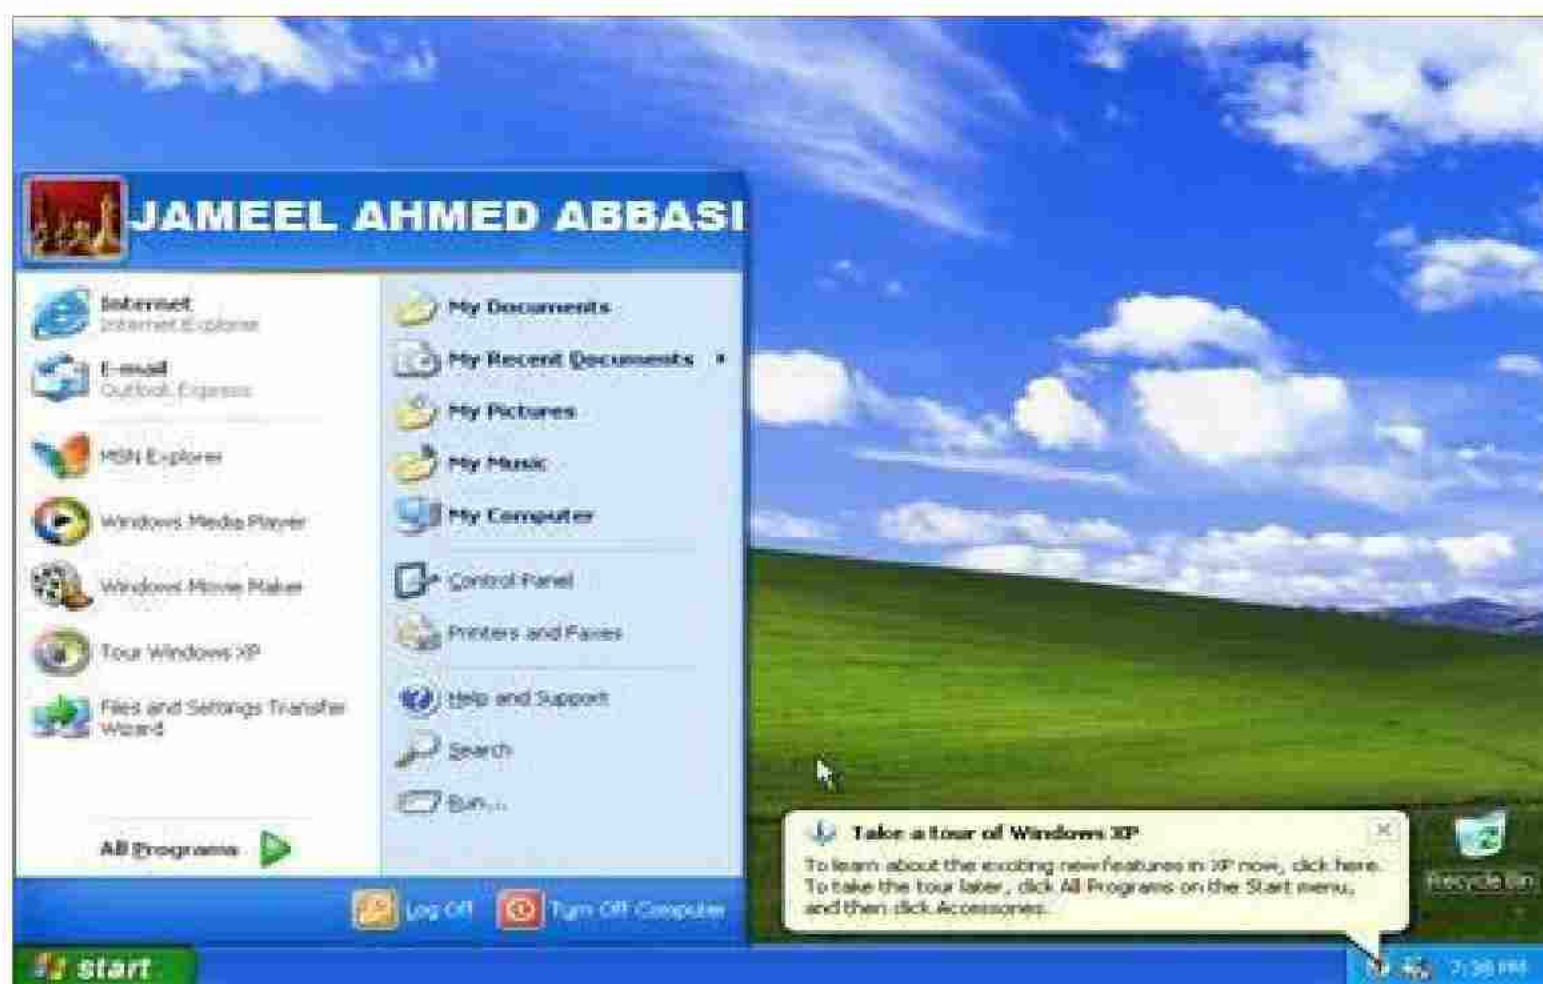 JAMEEL AHMED ABBASI
Internet
Internet Explorer
E-mail
Outlook Express
MSN Explorer
Windows Media Player
Windows Movie Maker
Tour Windows XP
Files and Settings Transfer
Wizard
All Programs
My Documents
My Recent Documents
My Pictures
My Music
My Computer
Control Panel
Printers and Faxes
Help and Support
Search
Run...
Log Off
Turn Off Computer
Take a tour of Windows XP
To learn about the exciting new features in XP now, click here.
To take the tour later, click All Programs on the Start menu,
and then click Accessories.
Recycle Bin
start
7:36 PM